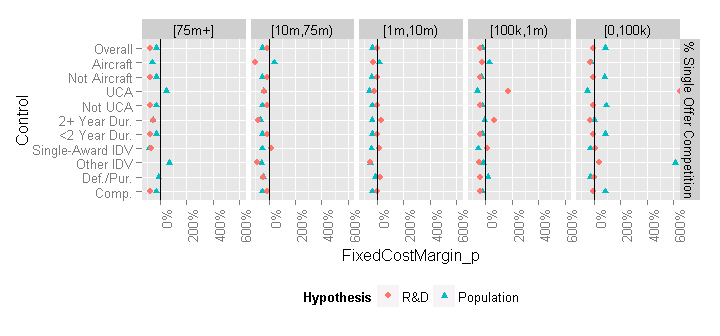 [75m+] [10m,75m) [1m,10m) [100k,1m) [0,100k)
Control
Overall
Aircraft
Not Aircraft
UCA
Not UCA
2+ Year Dur.
<2 Year Dur.
Single-Award IDV
Other IDV
Def./Pur.
Comp.
% Single Offer Competition
0% 200% 400% 600% 0% 200% 400% 600% 0% 200% 400% 600% 0% 200% 400% 600% 0% 200% 400% 600%
FixedCostMargin_p
Hypothesis R&D Population